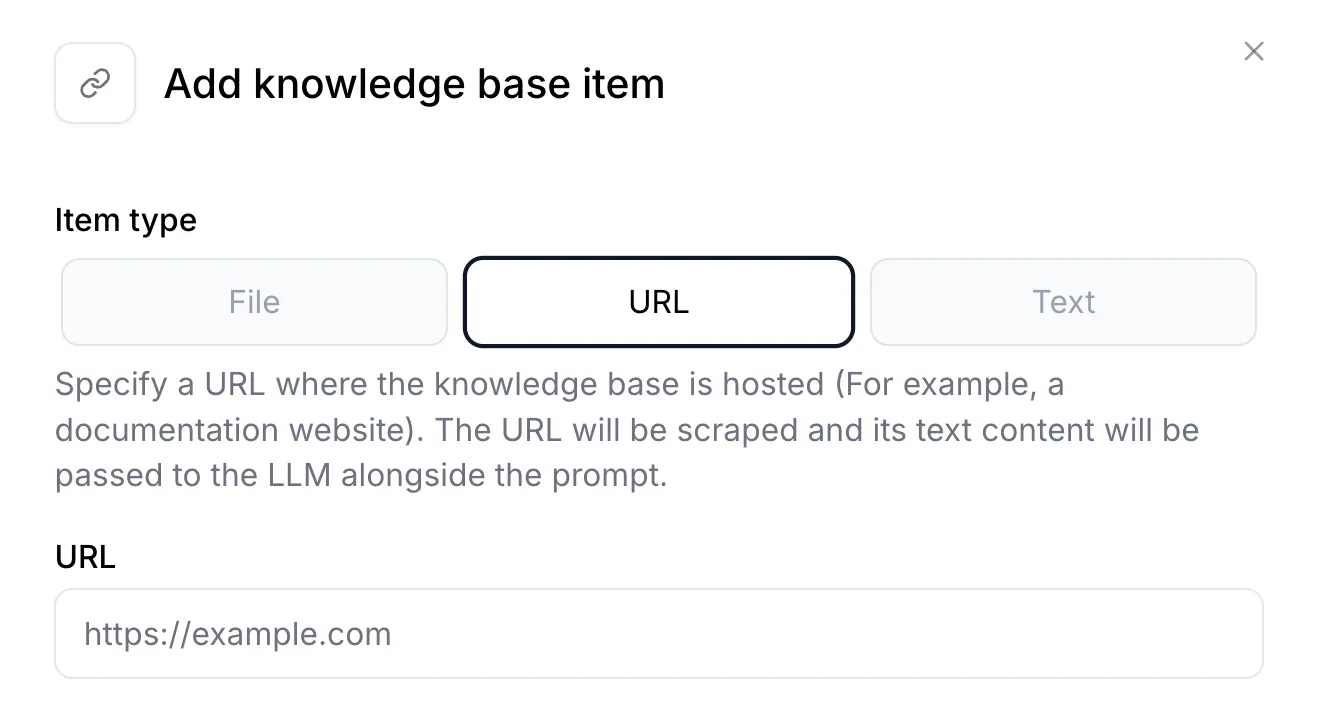 Add knowledge base item
Item type
File
URL
Text
Specify a URL where the knowledge base is hosted (For example, a
documentation website). The URL will be scraped and its text content will be
passed to the LLM alongside the prompt.
URL
https://example.com